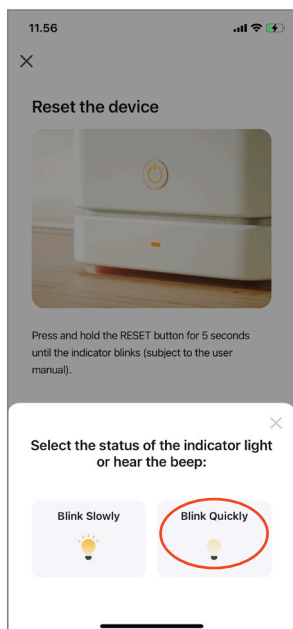 11.56
Reset the device
Press and hold the RESET button for 5 seconds
until the indicator blinks (subject to the user
manual).
Select the status of the indicator light
or hear the beep:
Blink Slowly
Blink Quickly